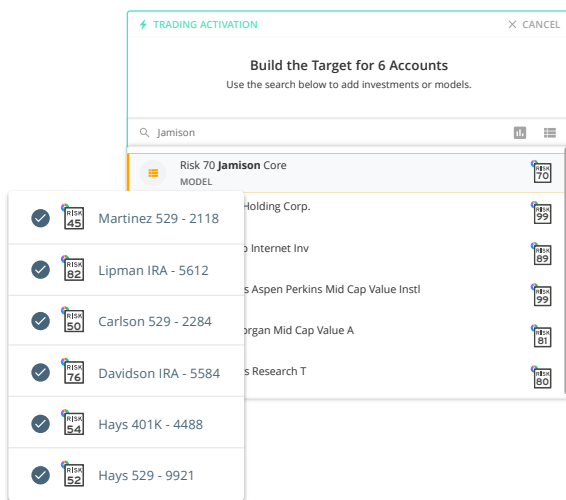 TRADING ACTIVATION
CANCEL
Build the Target for 6 Accounts
Use the search below to add investments or models.
Jamison
Risk 70 Jamison Core
MODEL
RISK 70
Holding Corp.
RISK 99
Internet Inv
RISK 89
s Aspen Perkins Mid Cap Value Instl
RISK 99
organ Mid Cap Value A
RISK 81
s Research T
RISK 80
RISK 45 Martinez 529 - 2118
RISK 82 Lipman IRA - 5612
RISK 50 Carlson 529 - 2284
RISK 76 Davidson IRA - 5584
RISK 54 Hays 401K - 4488
RISK 52 Hays 529 - 9921